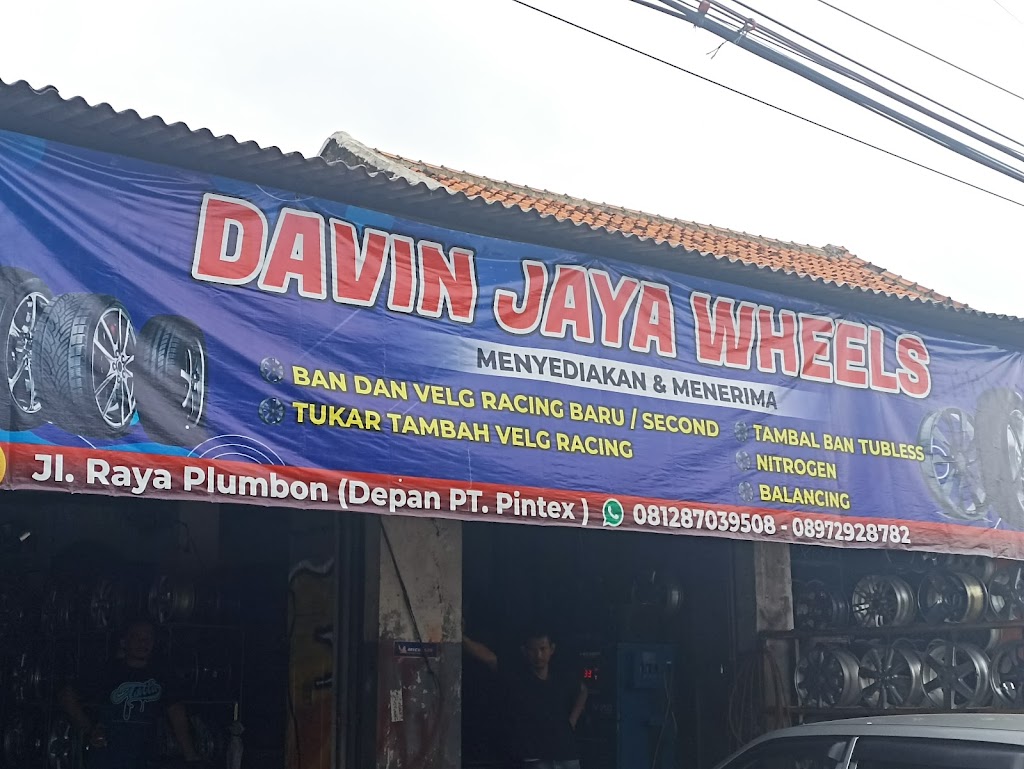 DAVIN JAYA WHEELS
MENYEDIAKAN & MENERIMA
BAN DAN VELG RACING BARU / SECOND
TUKAR TAMBAH VELG RACING
TAMBAL BAN TUBLESS
NITROGEN
BALANCING
Jl. Raya Plumbon (Depan PT. Pintex ) 081287039508 - 08972928782